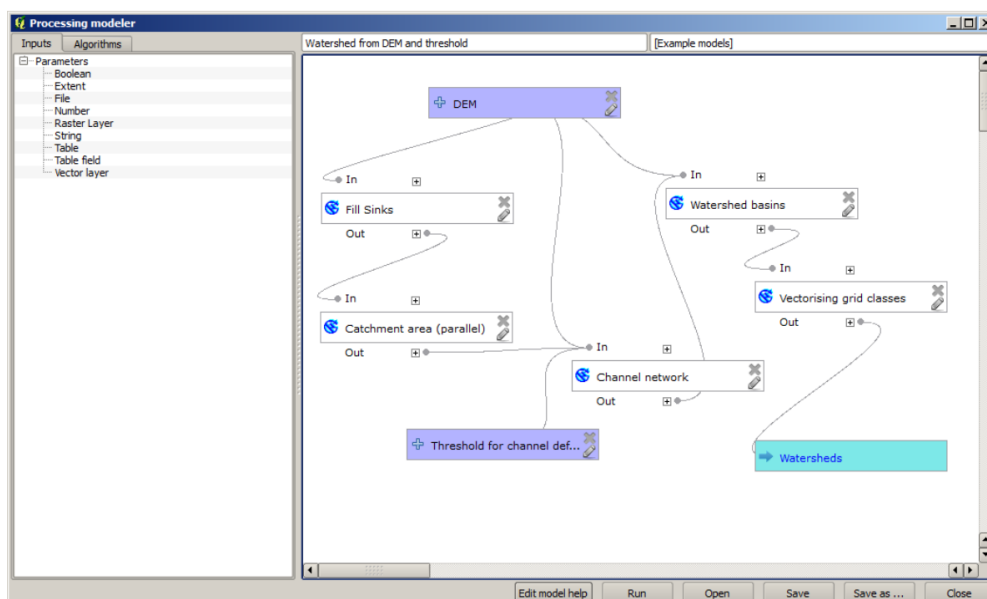 Processing modeler
Inputs Algorithms
Watershed from DEM and threshold
[Example models]
Parameters
Boolean
Extent
File
Number
Raster Layer
String
Table
Table field
Vector layer
DEM
In
Fill Sinks
Out
In
Watershed basins
Out
In
Vectorising grid classes
Out
In
Catchment area (parallel)
Out
In
Channel network
Out
Threshold for channel def...
Watersheds
Edit model help Run Open Save Save as ... Close